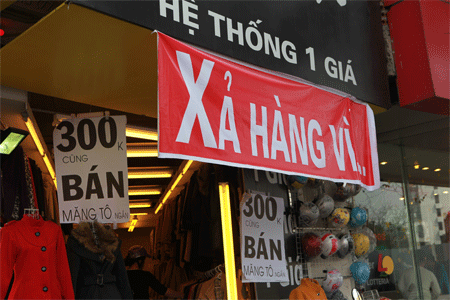 HỆ THỐNG 1 GIÁ
XẢ HÀNG VÌ...
300K
CŨNG
BÁN
MĂNG TÔ NGẮN
300K
CŨNG
BÁN
MĂNG TÔ NGẮN
LOTTERIA